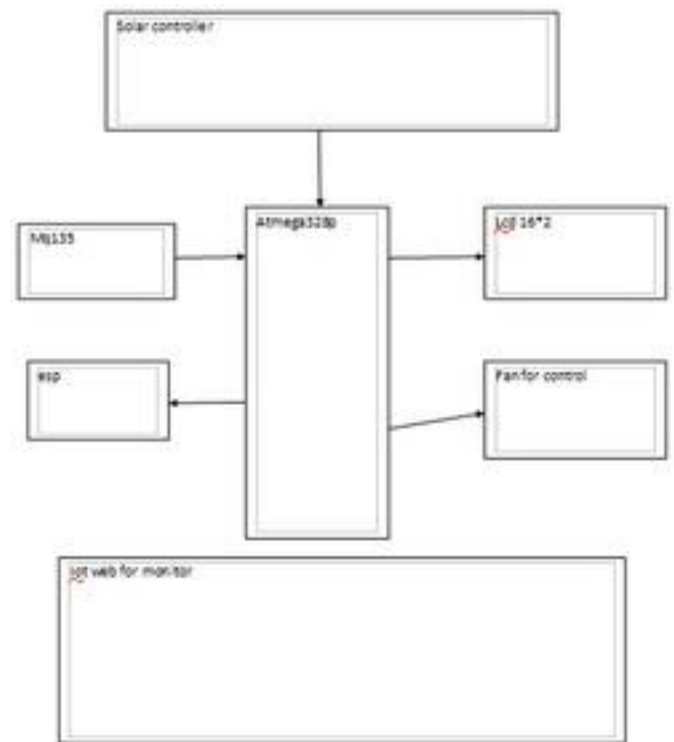 Solar controller
Mq135
Atmega328p
Lcd 16*2
esp
Fan for control
iot web for monitor